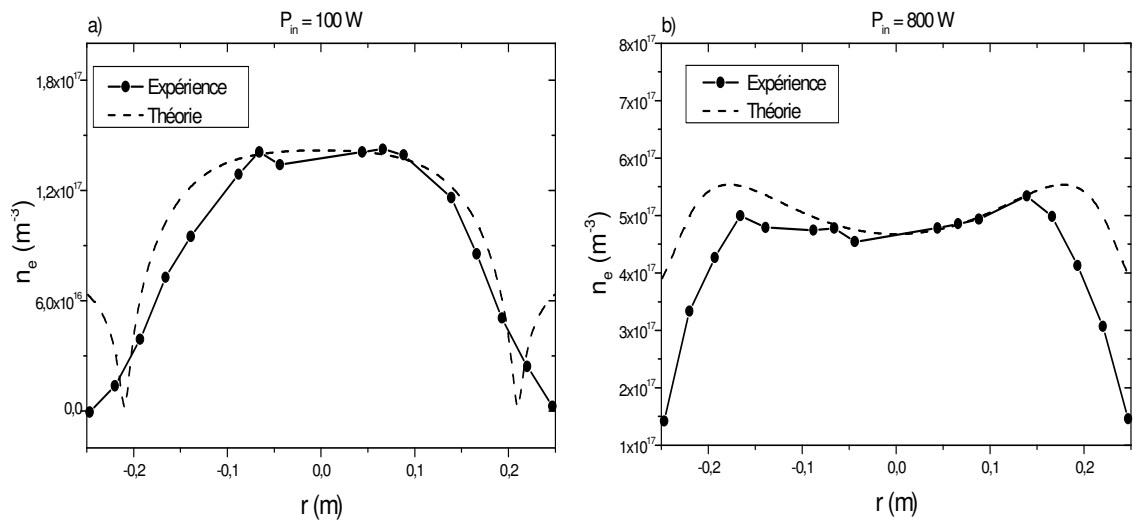 a)
P_in = 100 W
1,8x10^17
1,2x10^17
6,0x10^16
0,0
n_e (m^-3)
Expérience
Théorie
-0,2 -0,1 0,0 0,1 0,2
r (m)
b)
P_in = 800 W
8x10^17
7x10^17
6x10^17
5x10^17
4x10^17
3x10^17
2x10^17
1x10^17
n_e (m^-3)
Expérience
Théorie
-0,2 -0,1 0,0 0,1 0,2
r (m)